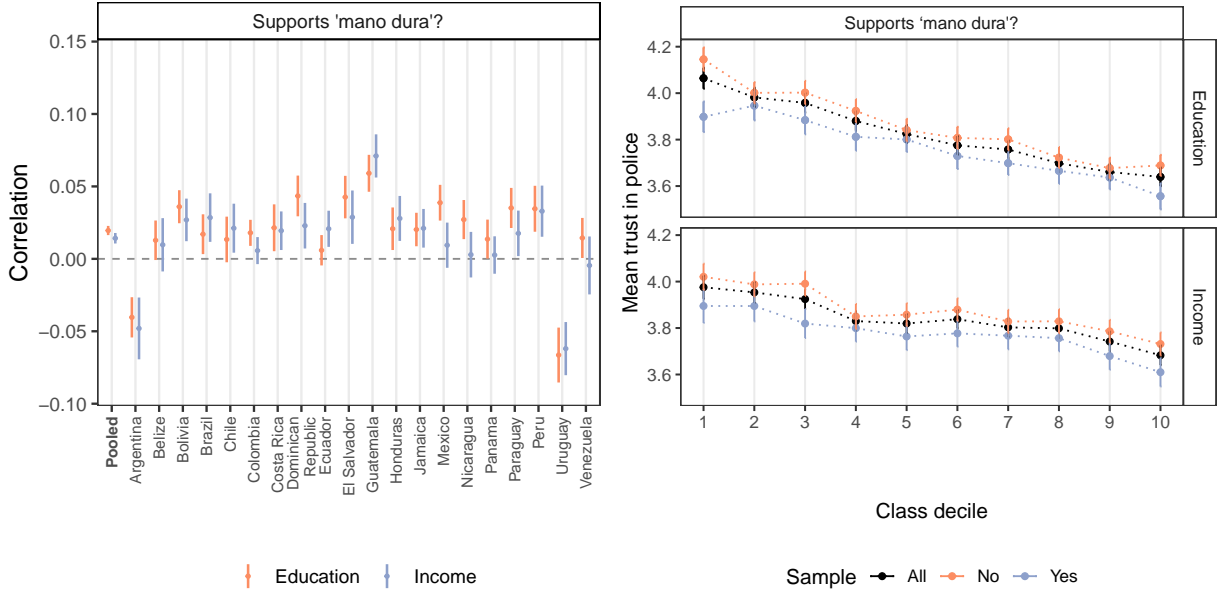 Supports 'mano dura'?
0.15
0.10
0.05
0.00
−0.05
−0.10
Correlation
Pooled
Argentina
Belize
Bolivia
Brazil
Chile
Colombia
Costa Rica
Dominican
Republic
Ecuador
El Salvador
Guatemala
Honduras
Jamaica
Mexico
Nicaragua
Panama
Paraguay
Peru
Uruguay
Venezuela
Education
Income
Supports ‘mano dura’?
4.2
4.0
3.8
3.6
Education
4.2
4.0
3.8
3.6
Income
Mean trust in police
1 2 3 4 5 6 7 8 9 10
Class decile
Sample All No Yes